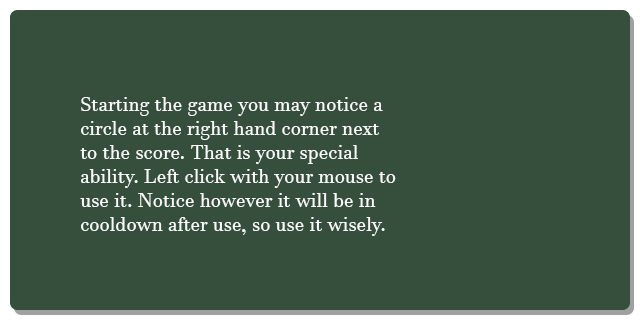 Starting the game you may notice a
circle at the right hand corner next
to the score. That is your special
ability. Left click with your mouse to
use it. Notice however it will be in
cooldown after use, so use it wisely.